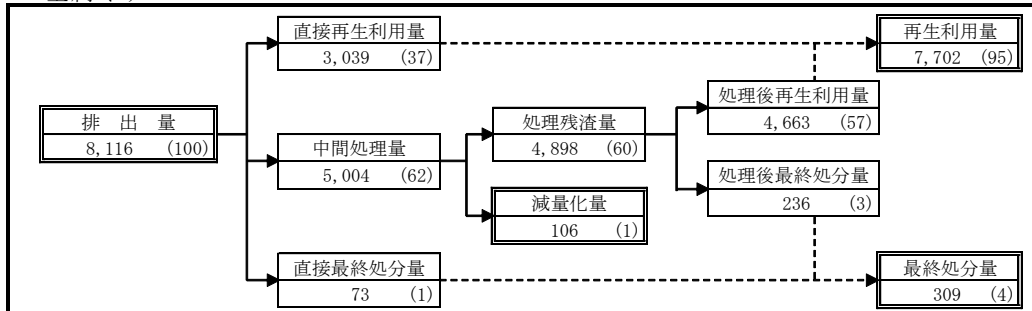 直接再生利用量
3,039 (37)
再生利用量
7,702 (95)
処理後再生利用量
4,663 (57)
排 出 量
8,116 (100)
処理残渣量
4,898 (60)
中間処理量
5,004 (62)
処理後最終処分量
236 (3)
減量化量
106 (1)
直接最終処分量
73 (1)
最終処分量
309 (4)